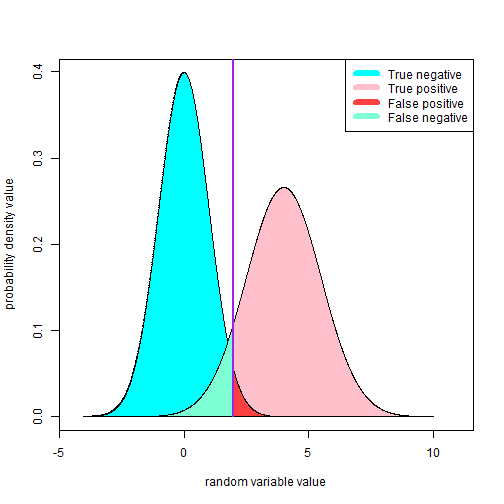 True negative
True positive
False positive
False negative
0.4
0.3
0.2
0.1
0.0
probability density value
-5 0 5 10
random variable value